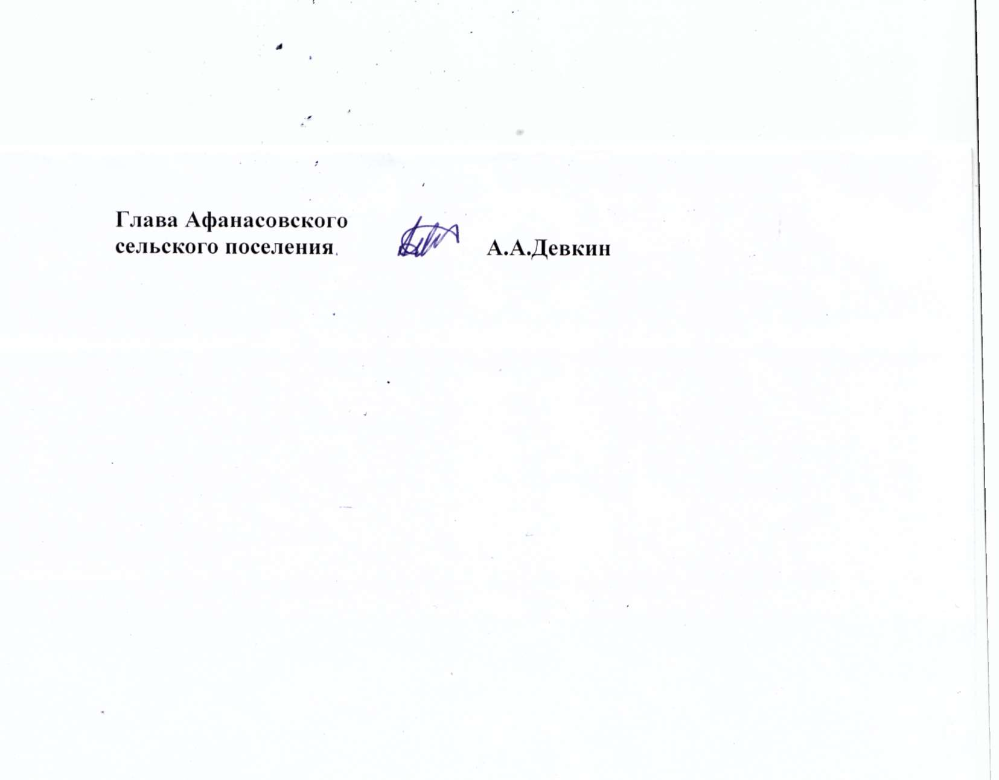 Глава Афанасовского
сельского поселения А.А.Девкин